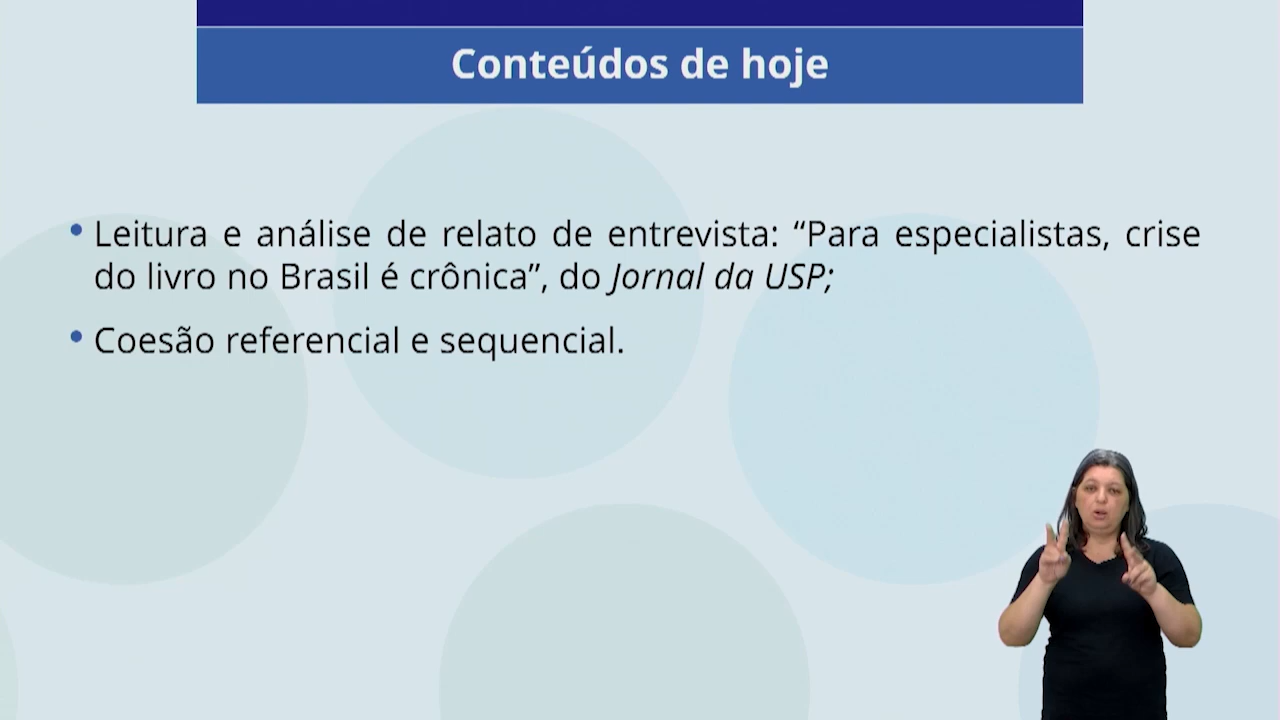 Conteúdos de hoje
• Leitura e análise de relato de entrevista: “Para especialistas, crise
do livro no Brasil é crônica”, do Jornal da USP;
• Coesão referencial e sequencial.